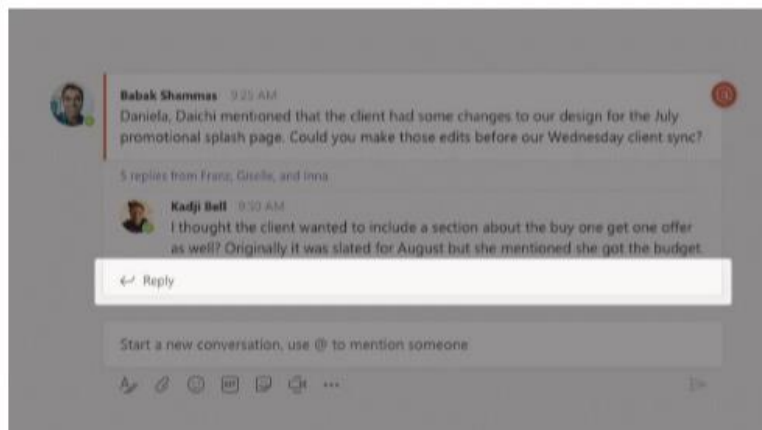 Babak Shammas 9:25 AM
Daniela, Daichi mentioned that the client had some changes to our design for the July
promotional splash page. Could you make those edits before our Wednesday client sync?
5 replies from Franz, Giselle, and Inna
Kadji Bell 9:30 AM
I thought the client wanted to include a section about the buy one get one offer
as well? Originally it was slated for August but she mentioned she got the budget
Reply
Start a new conversation, use @ to mention someone